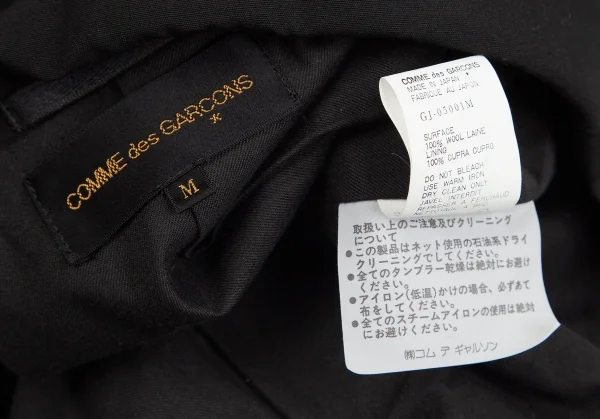 COMME des GARCONS
*
M
COMME des GARCONS
MADE IN JAPAN *
FABRIQUE AU JAPON
GJ-05001M
SURFACE
100% WOOL LAINE
LINING
100% CUPRA CUPRO
DO NOT BLEACH
USE WARM IRON
DRY CLEAN ONLY
取扱い上のご注意及びクリーニング
について
●この製品はネット使用の石油系ドライ
クリーニングでしてください。
●全てのタンブラー乾燥は絶対にお避け
ください。
●アイロン(低温)かけの場合、必ずあて
布をしてください。
●全てのスチームアイロンの使用は絶対
にお避けください。
㈱コム デ ギャルソン